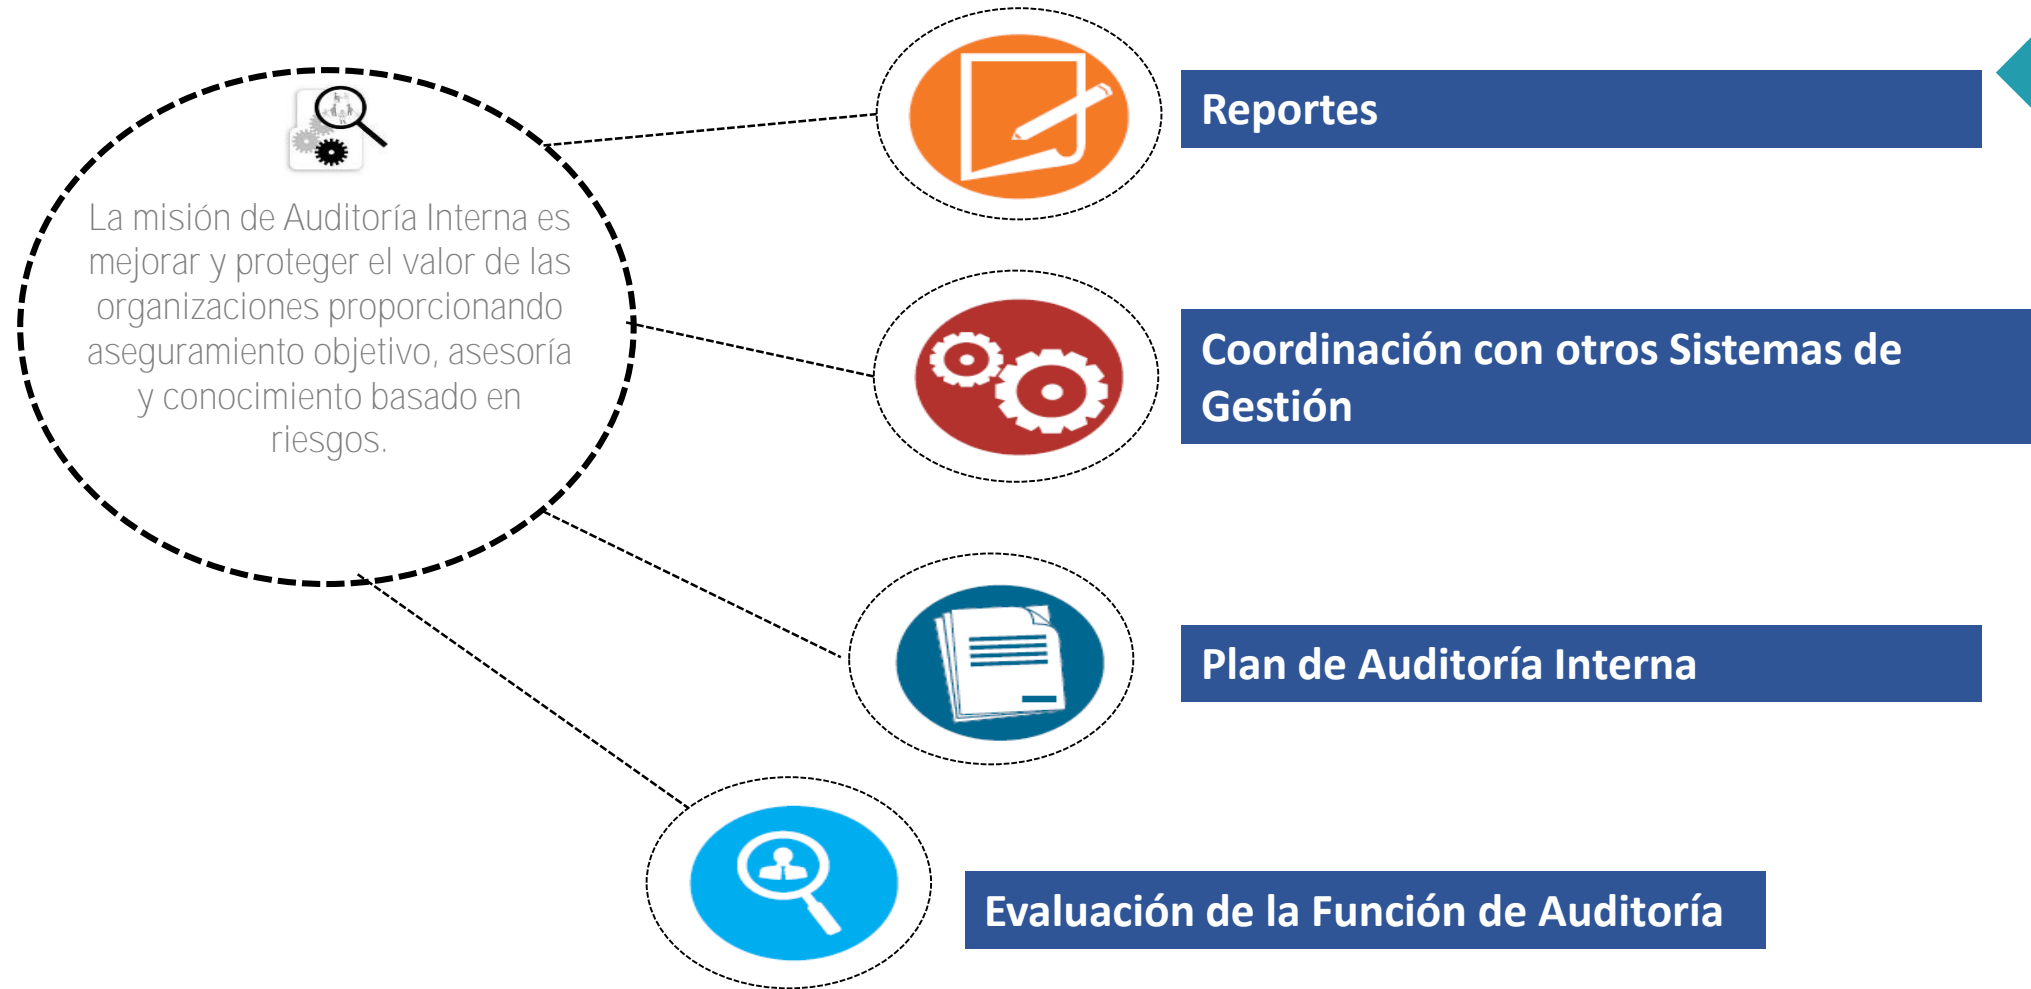 La misión de Auditoría Interna es
mejorar y proteger el valor de las
organizaciones proporcionando
aseguramiento objetivo, asesoría
y conocimiento basado en
riesgos.
Reportes
Coordinación con otros Sistemas de
Gestión
Plan de Auditoría Interna
Evaluación de la Función de Auditoría